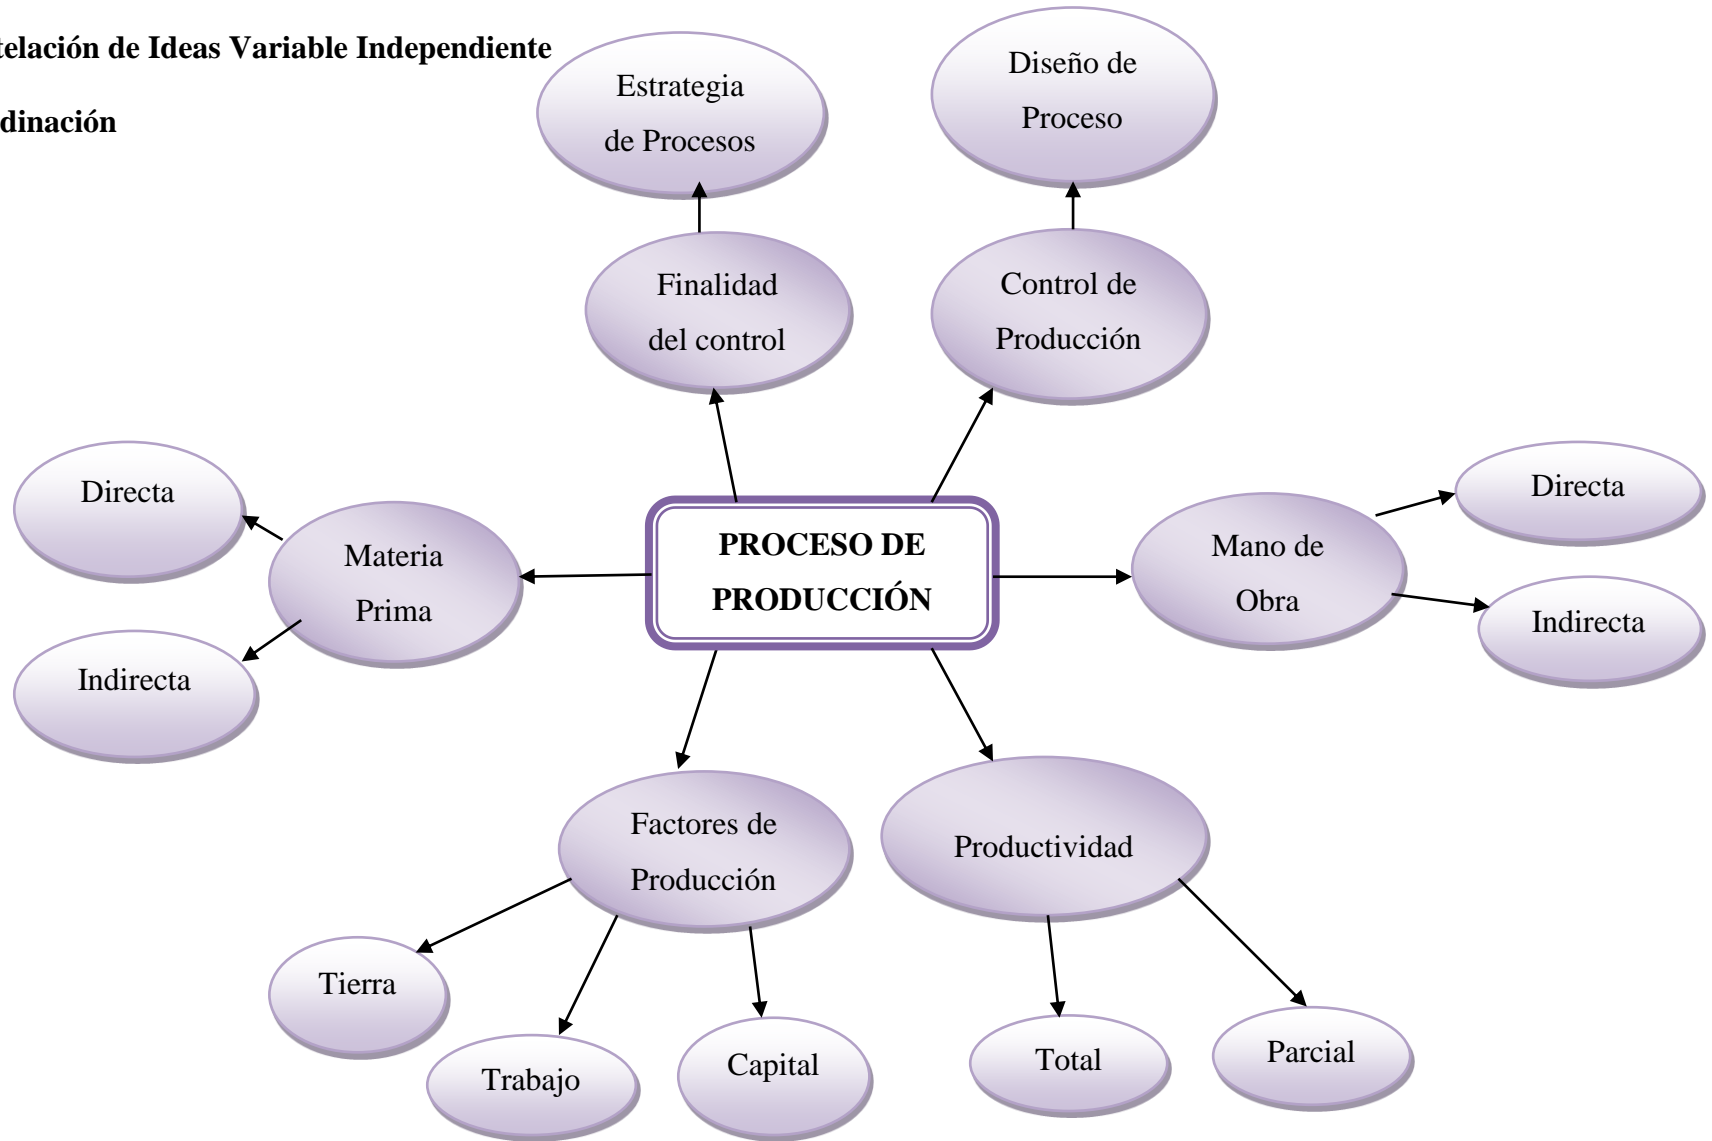 telación de Ideas Variable Independiente
dinación
Estrategia
de Procesos
Diseño de
Proceso
Finalidad
del control
Control de
Producción
Directa
Materia
Prima
Indirecta
PROCESO DE
PRODUCCIÓN
Mano de
Obra
Directa
Indirecta
Factores de
Producción
Productividad
Tierra
Trabajo
Capital
Total
Parcial